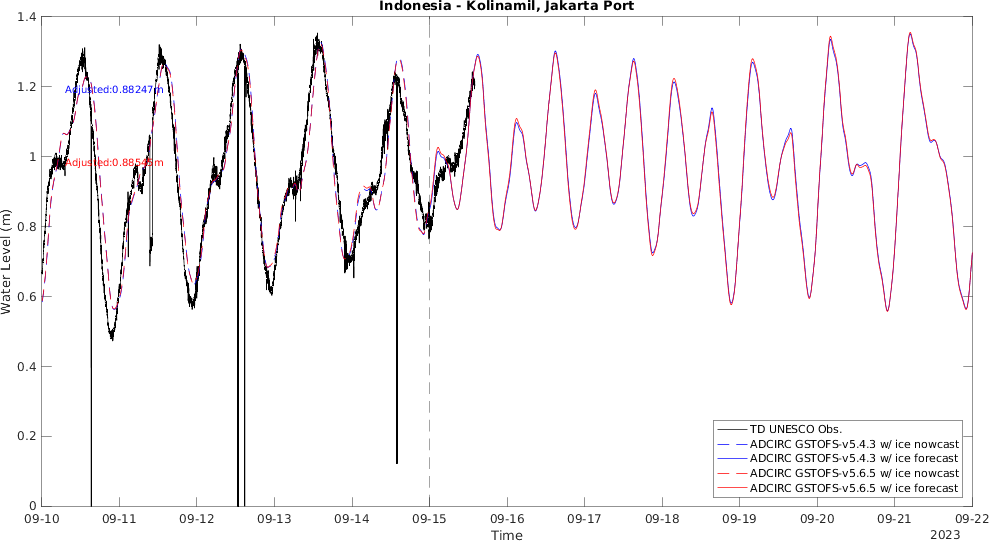 Indonesia - Kolinamil, Jakarta Port
1.4
1.2
1
0.8
0.6
0.4
0.2
0
Water Level (m)
Adjusted:0.88247m
Adjusted:0.88545m
TD UNESCO Obs.
ADCIRC GSTOFS-v5.4.3 w/ ice nowcast
ADCIRC GSTOFS-v5.4.3 w/ ice forecast
ADCIRC GSTOFS-v5.6.5 w/ ice nowcast
ADCIRC GSTOFS-v5.6.5 w/ ice forecast
09-10 09-11 09-12 09-13 09-14 09-15 09-16 09-17 09-18 09-19 09-20 09-21 09-22
Time
2023